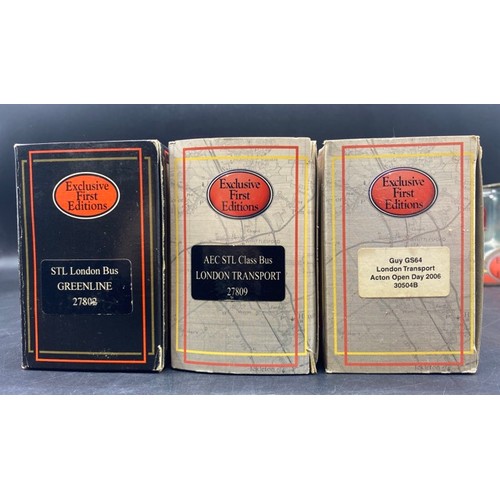 Exclusive
First
Editions
STL London Bus
GREENLINE
27802
Exclusive
First
Editions
AEC STL Class Bus
LONDON TRANSPORT
27809
Exclusive
First
Editions
Guy GS64
London Transport
Acton Open Day 2006
30504B